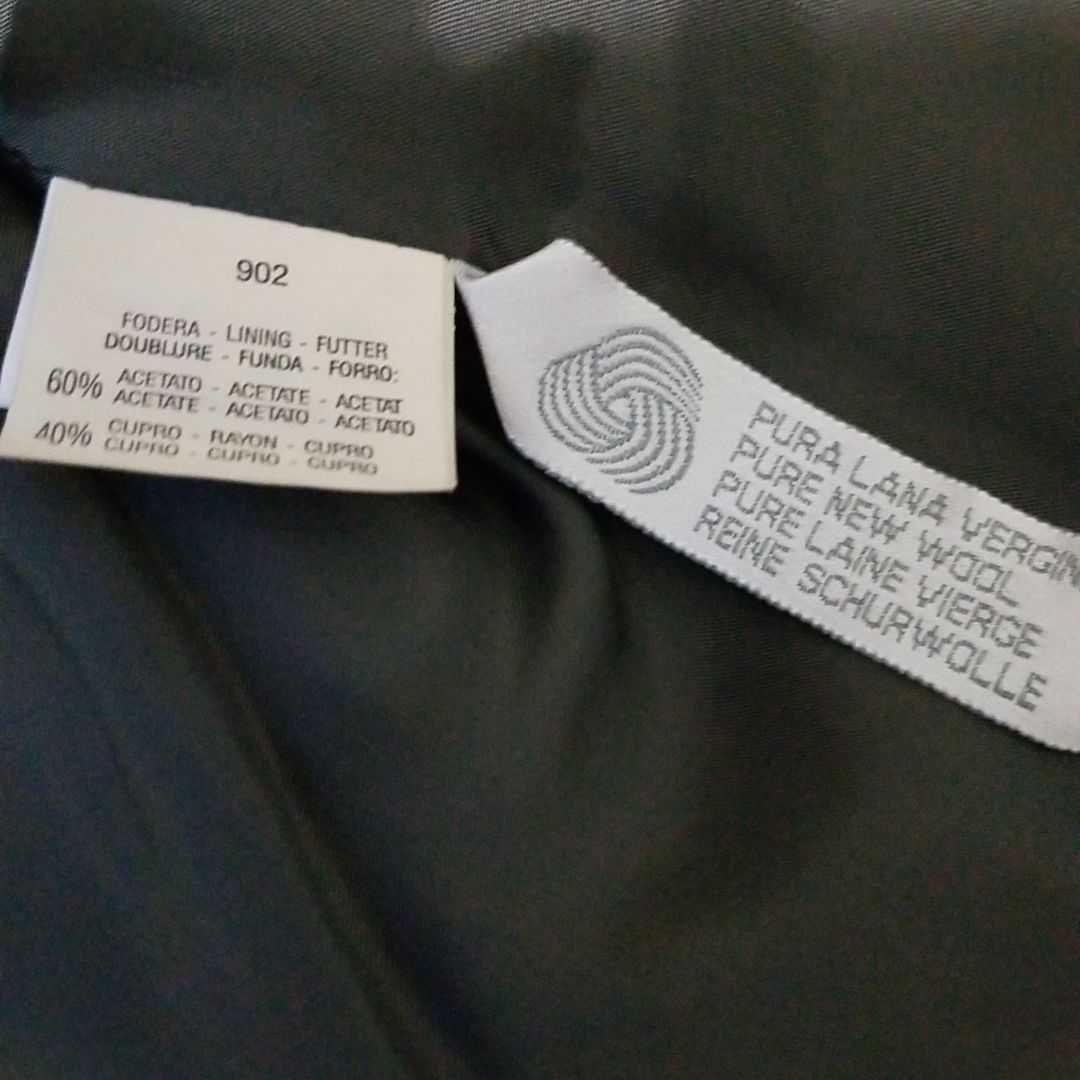 902
FODERA - LINING - FUTTER
DOUBLURE - FUNDA - FORRO:
60% ACETATO - ACETATE - ACETAT
ACETATE - ACETATO - ACETATO
40% CUPRO - RAYON - CUPRO
CUPRO - CUPRO - CUPRO
PURA LANA VERGIN
PURE NEW WOOL
PURE LAINE VIERGE
REINE SCHURWOLLE